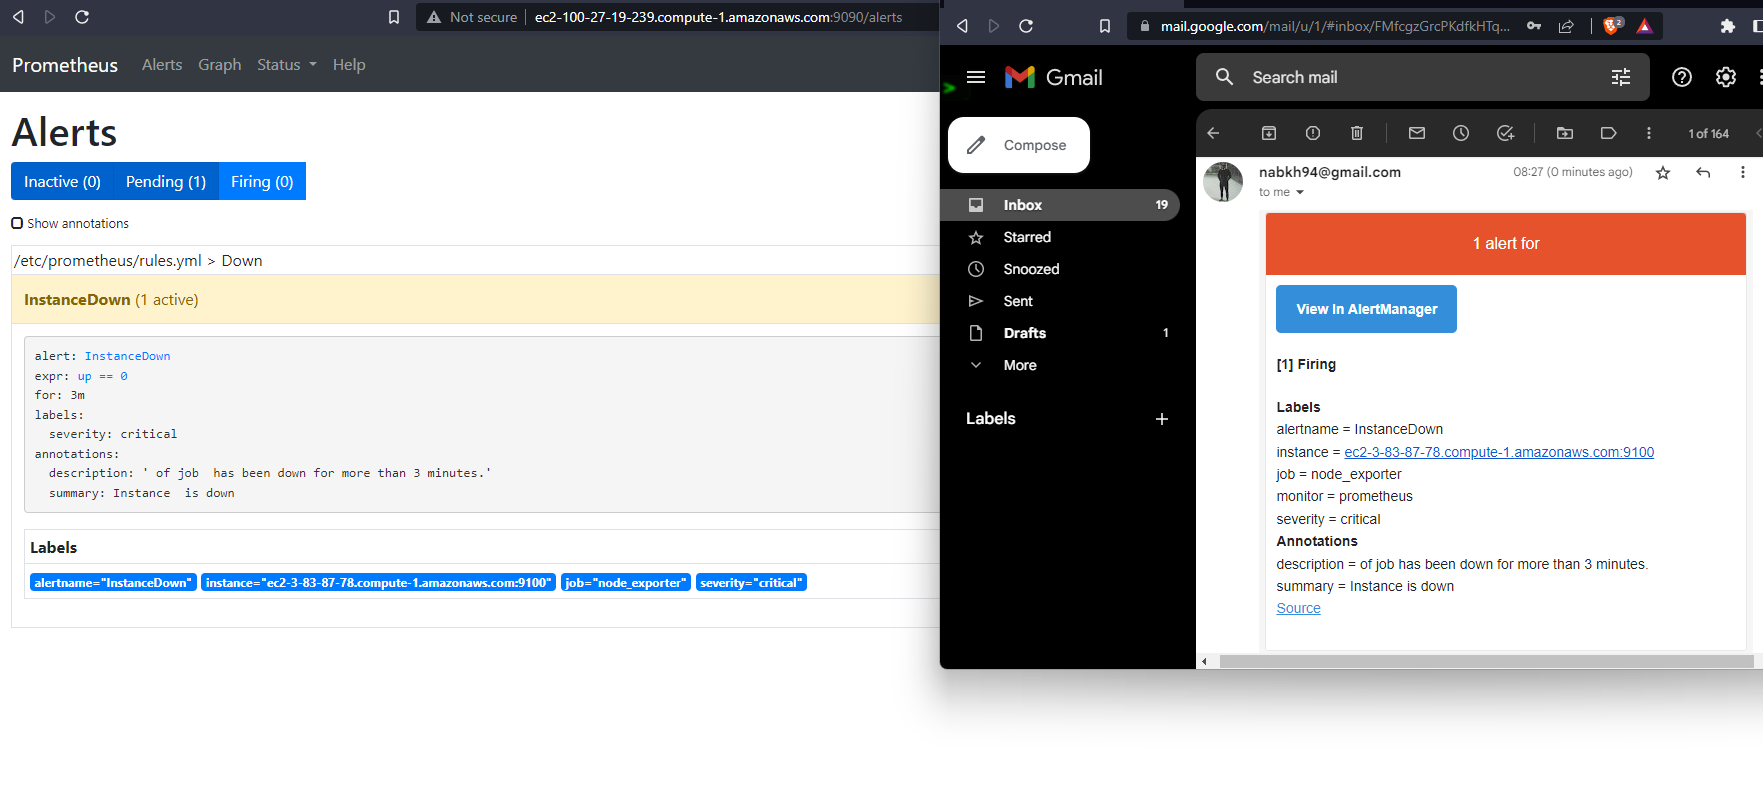 Not secure
ec2-100-27-19-239.compute-1.amazonaws.com:9090/alerts
Prometheus Alerts Graph Status Help
Alerts
Inactive (0) Pending (1) Firing (0)
Show annotations
/etc/prometheus/rules.yml > Down
InstanceDown (1 active)
alert: InstanceDown
expr: up == 0
for: 3m
labels:
severity: critical
annotations:
description: ' of job  has been down for more than 3 minutes.'
summary: Instance  is down
Labels
alertname="InstanceDown" instance="ec2-3-83-87-78.compute-1.amazonaws.com:9100" job="node_exporter" severity="critical"
mail.google.com/mail/u/1/#inbox/FMfcgzGrcPKdfkHTq...
2
Gmail
Search mail
Compose
Inbox 19
Starred
Snoozed
Sent
Drafts 1
More
Labels
1 of 164
nabkh94@gmail.com 08:27 (0 minutes ago)
to me
1 alert for
View In AlertManager
[1] Firing
Labels
alertname = InstanceDown
instance = ec2-3-83-87-78.compute-1.amazonaws.com:9100
job = node_exporter
monitor = prometheus
severity = critical
Annotations
description = of job has been down for more than 3 minutes.
summary = Instance is down
Source